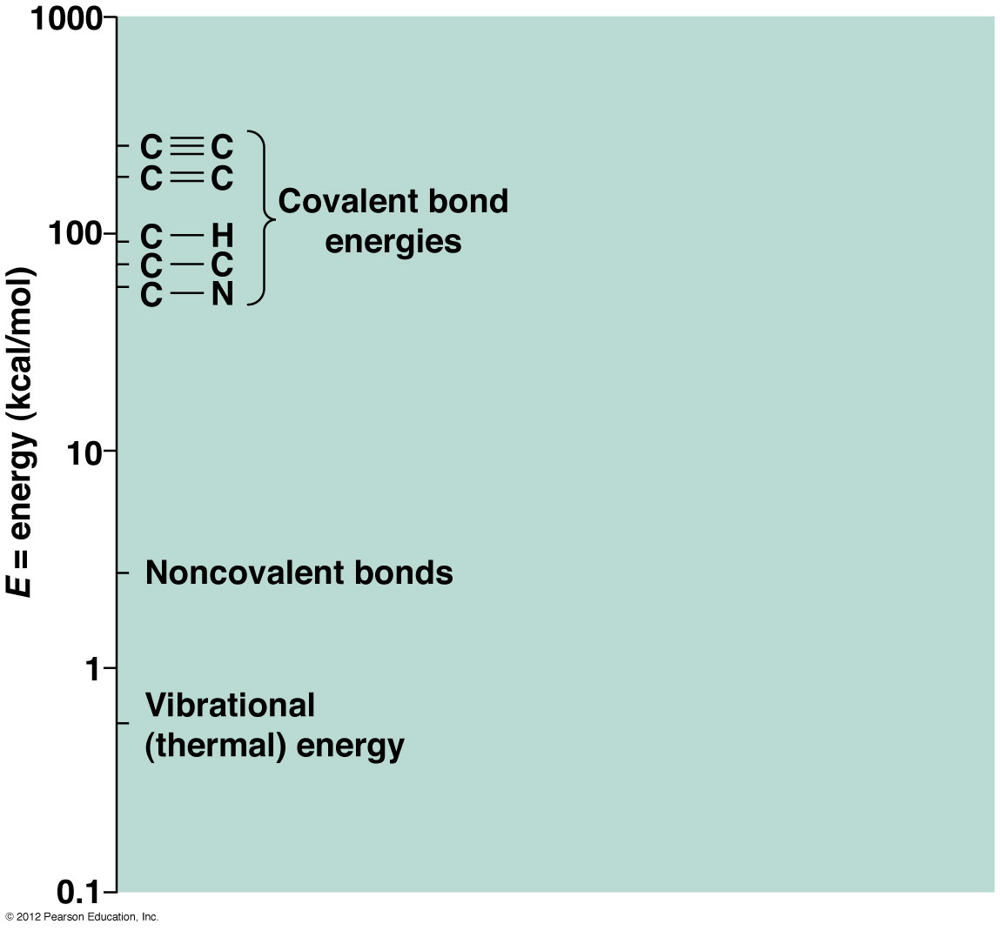 1000
C≡C
C=C
Covalent bond
energies
100
C—H
C—C
C—N
E = energy (kcal/mol)
10
Noncovalent bonds
1
Vibrational
(thermal) energy
0.1
© 2012 Pearson Education, Inc.